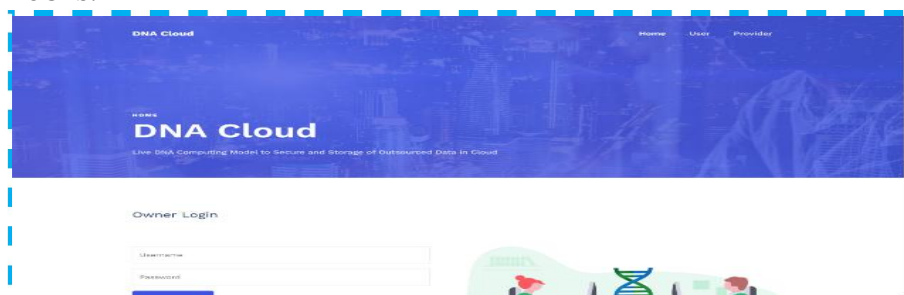 DNA Cloud
Home User Provider
HOME
DNA Cloud
Live DNA Computing Model to Secure and Storage of Outsourced Data in Cloud
Owner Login
Username
Password